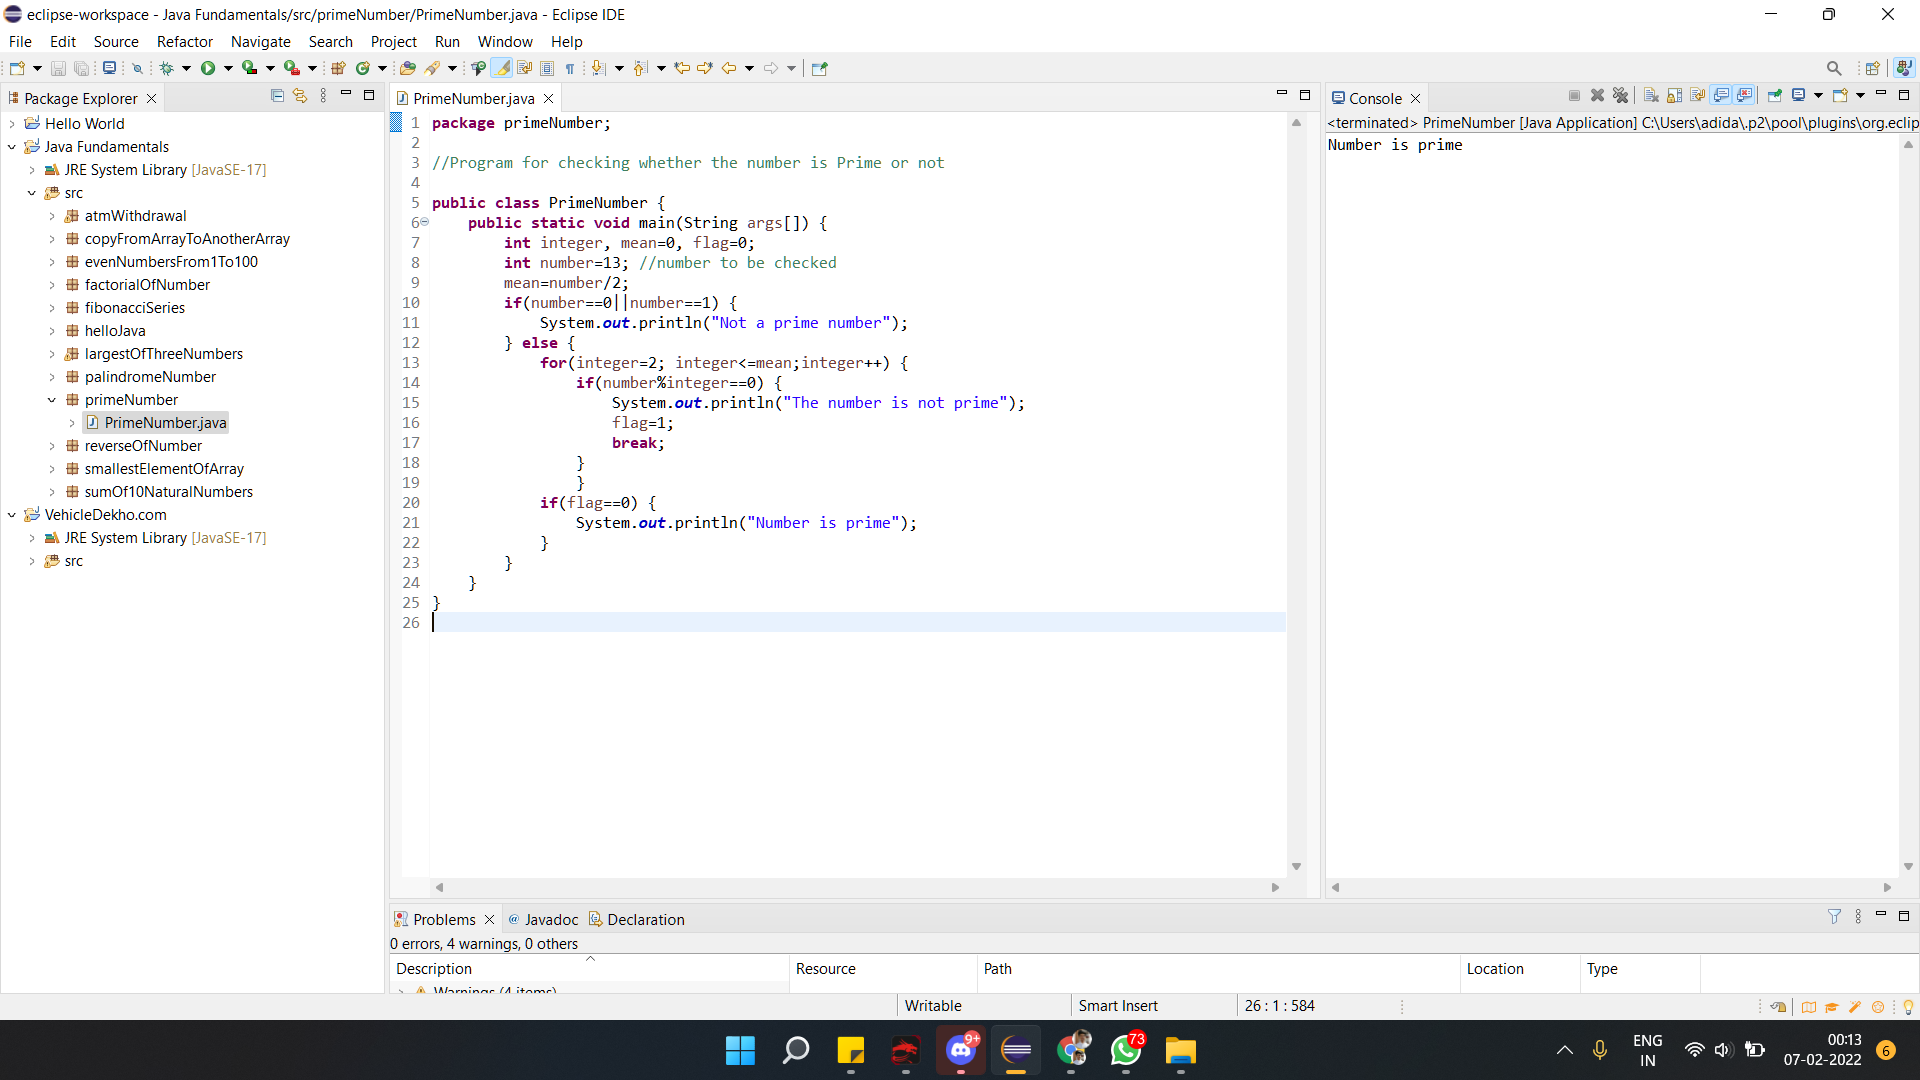 eclipse-workspace - Java Fundamentals/src/primeNumber/PrimeNumber.java - Eclipse IDE
File Edit Source Refactor Navigate Search Project Run Window Help
Package Explorer
Hello World
Java Fundamentals
JRE System Library [JavaSE-17]
src
atmWithdrawal
copyFromArrayToAnotherArray
evenNumbersFrom1To100
factorialOfNumber
fibonacciSeries
helloJava
largestOfThreeNumbers
palindromeNumber
primeNumber
PrimeNumber.java
reverseOfNumber
smallestElementOfArray
sumOf10NaturalNumbers
VehicleDekho.com
JRE System Library [JavaSE-17]
src
PrimeNumber.java
1 package primeNumber;
2
3 //Program for checking whether the number is Prime or not
4
5 public class PrimeNumber {
6 public static void main(String args[]) {
7 int integer, mean=0, flag=0;
8 int number=13; //number to be checked
9 mean=number/2;
10 if(number==0||number==1) {
11 System.out.println("Not a prime number");
12 } else {
13 for(integer=2; integer<=mean;integer++) {
14 if(number%integer==0) {
15 System.out.println("The number is not prime");
16 flag=1;
17 break;
18 }
19 }
20 if(flag==0) {
21 System.out.println("Number is prime");
22 }
23 }
24 }
25 }
26
Console
<terminated> PrimeNumber [Java Application] C:\Users\adida\.p2\pool\plugins\org.eclip
Number is prime
Problems @ Javadoc Declaration
0 errors, 4 warnings, 0 others
Description Resource Path Location Type
Warnings (4 items)
Writable Smart Insert 26 : 1 : 584
9+
73
ENG
IN
00:13
07-02-2022
6